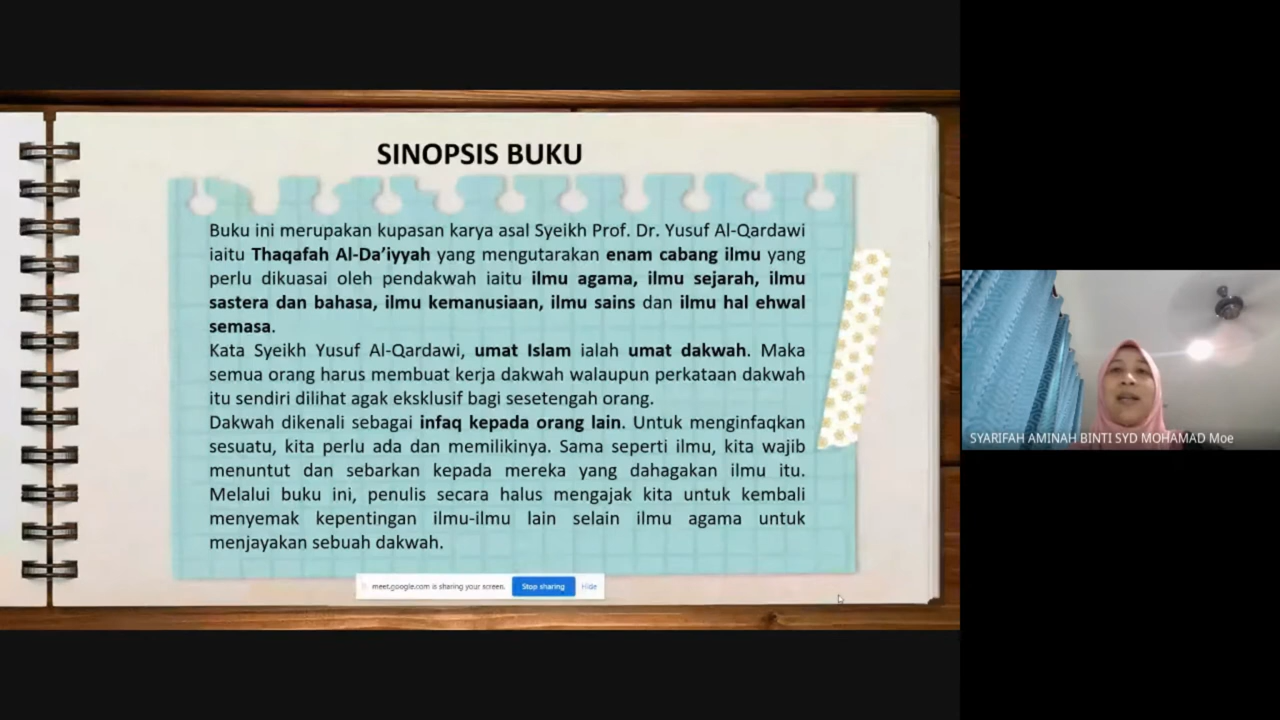 SINOPSIS BUKU
Buku ini merupakan kupasan karya asal Syeikh Prof. Dr. Yusuf Al-Qardawi
iaitu Thaqafah Al-Da’iyyah yang mengutarakan enam cabang ilmu yang
perlu dikuasai oleh pendakwah iaitu ilmu agama, ilmu sejarah, ilmu
sastera dan bahasa, ilmu kemanusiaan, ilmu sains dan ilmu hal ehwal
semasa.
Kata Syeikh Yusuf Al-Qardawi, umat Islam ialah umat dakwah. Maka
semua orang harus membuat kerja dakwah walaupun perkataan dakwah
itu sendiri dilihat agak eksklusif bagi sesetengah orang.
Dakwah dikenali sebagai infaq kepada orang lain. Untuk menginfaqkan
sesuatu, kita perlu ada dan memilikinya. Sama seperti ilmu, kita wajib
menuntut dan sebarkan kepada mereka yang dahagakan ilmu itu.
Melalui buku ini, penulis secara halus mengajak kita untuk kembali
menyemak kepentingan ilmu-ilmu lain selain ilmu agama untuk
menjayakan sebuah dakwah.
meet.google.com is sharing your screen. Stop sharing Hide
SYARIFAH AMINAH BINTI SYD MOHAMAD Moe